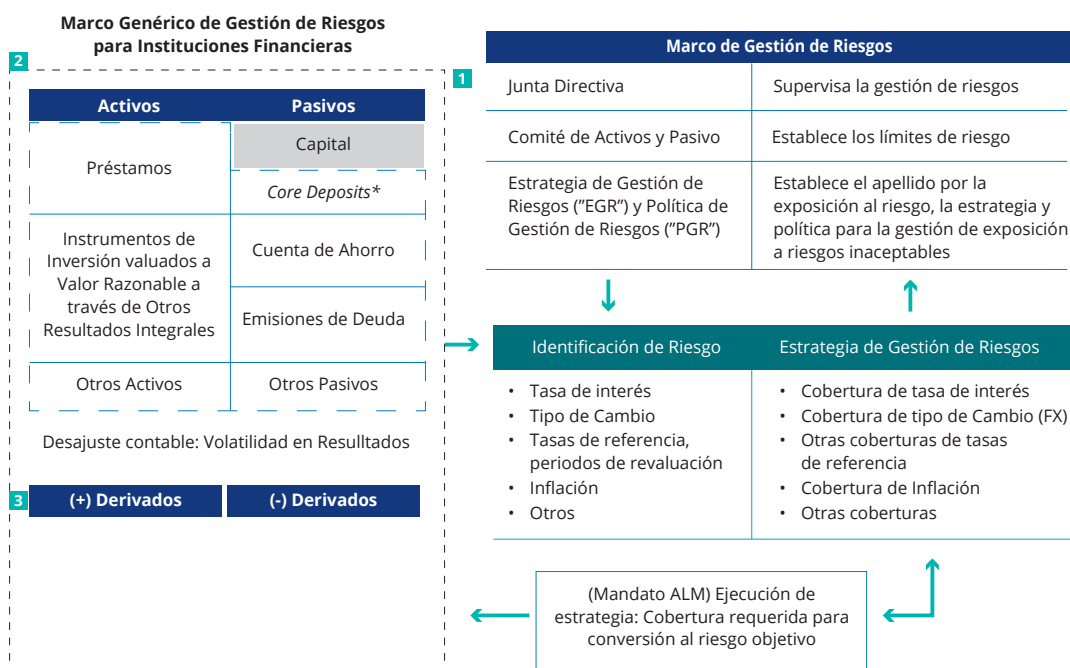 Marco Genérico de Gestión de Riesgos
para Instituciones Financieras
2
Activos
Pasivos
Préstamos
Capital
Core Deposits*
Instrumentos de
Inversión valuados a
Valor Razonable a
través de Otros
Resultados Integrales
Cuenta de Ahorro
Emisiones de Deuda
Otros Activos
Otros Pasivos
Desajuste contable: Volatilidad en Resulltados
3
(+) Derivados
(-) Derivados
1
Marco de Gestión de Riesgos
Junta Directiva
Supervisa la gestión de riesgos
Comité de Activos y Pasivo
Establece los límites de riesgo
Estrategia de Gestión de
Riesgos (”EGR”) y Política de
Gestión de Riesgos (”PGR”)
Establece el apellido por la
exposición al riesgo, la estrategia y
política para la gestión de exposición
a riesgos inaceptables
Identificación de Riesgo
Estrategia de Gestión de Riesgos
• Tasa de interés
• Tipo de Cambio
• Tasas de referencia,
periodos de revaluación
• Inflación
• Otros
• Cobertura de tasa de interés
• Cobertura de tipo de Cambio (FX)
• Otras coberturas de tasas
de referencia
• Cobertura de Inflación
• Otras coberturas
(Mandato ALM) Ejecución de
estrategia: Cobertura requerida para
conversión al riesgo objetivo